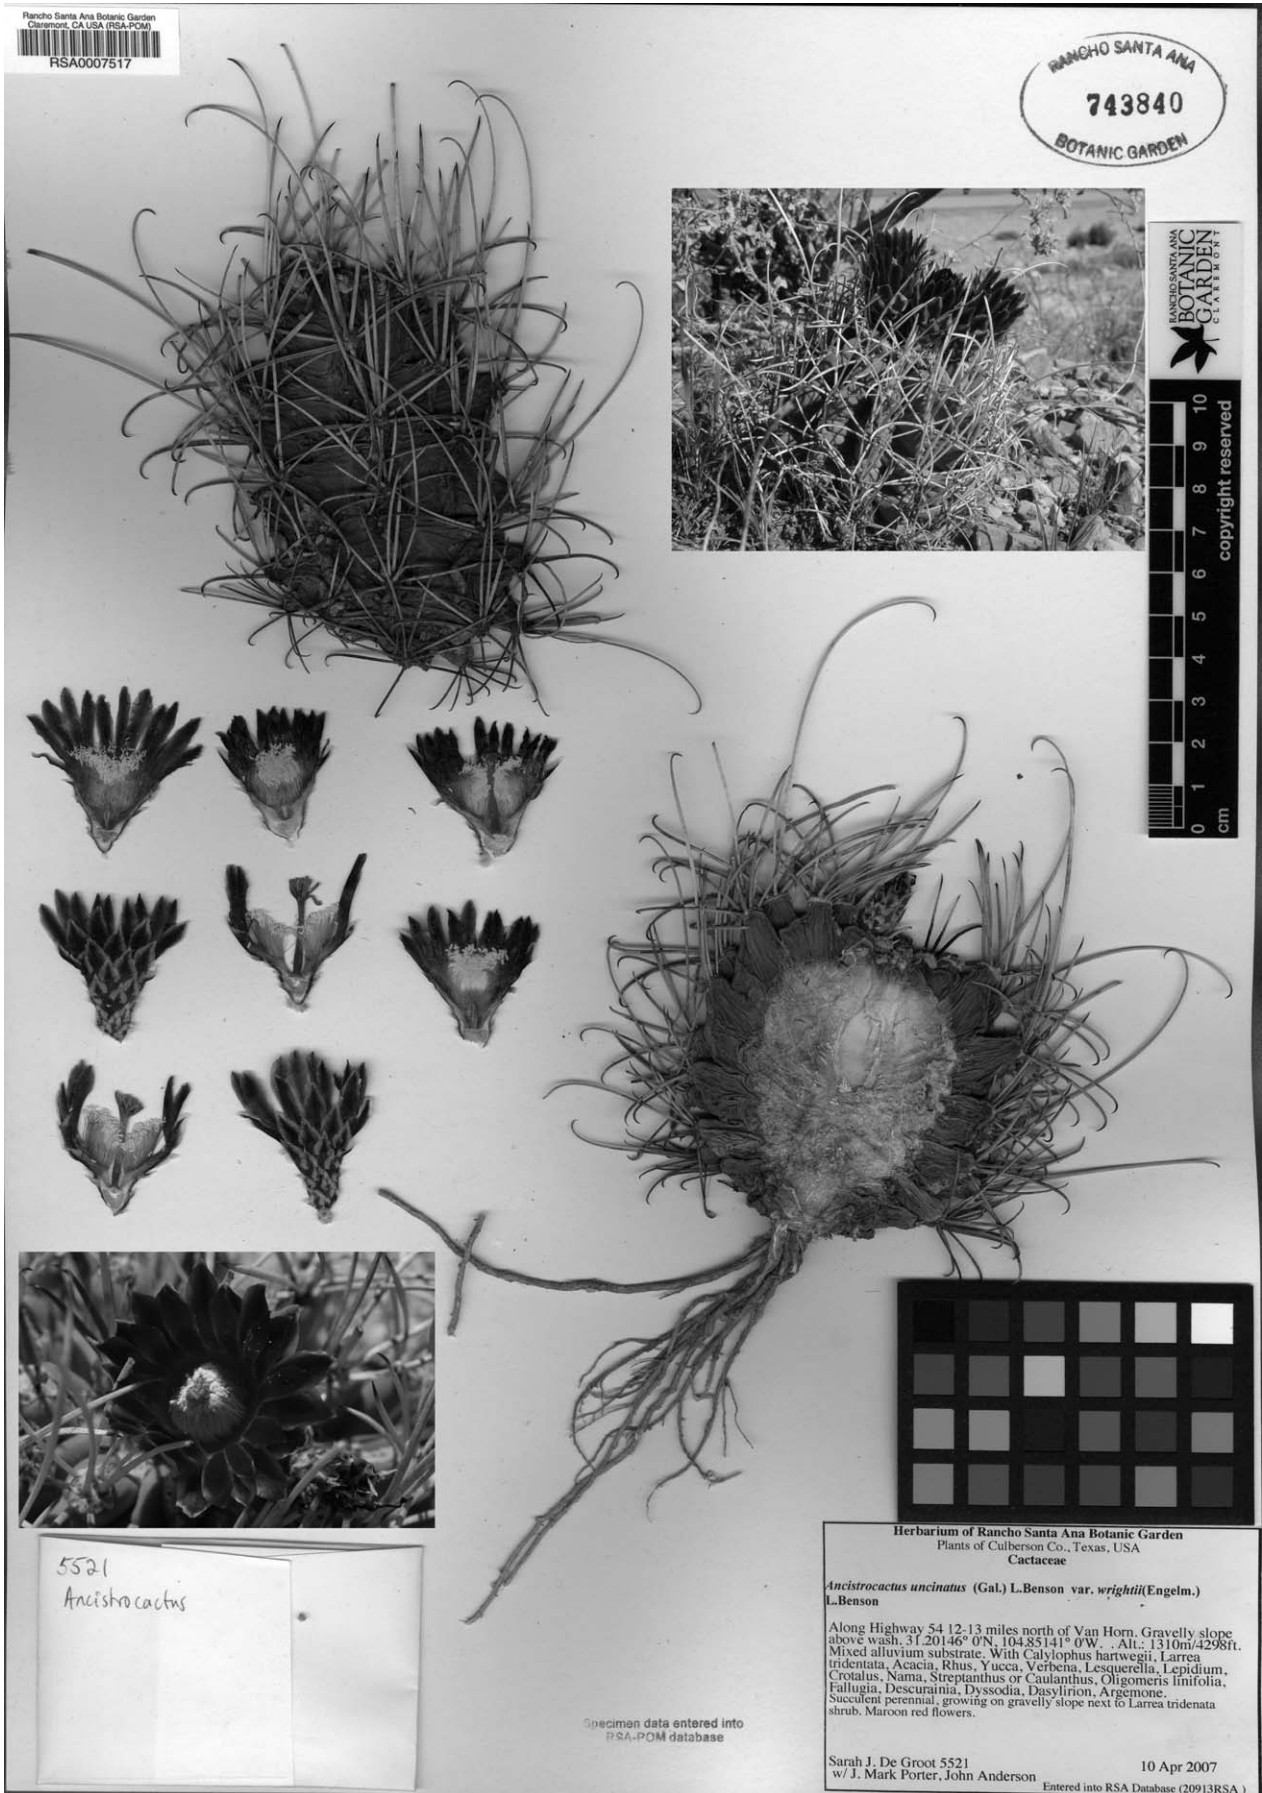 Rancho Santa Ana Botanic Garden
Claremont, CA USA (RSA-POM)
RSA0007517
RANCHO SANTA ANA
743840
BOTANIC GARDEN
RANCHO SANTA ANA
BOTANIC
GARDEN
CLAREMONT
copyright reserved
10
9
8
7
6
5
4
3
2
1
0
cm
5521
Ancistrocactus
Specimen data entered into
RSA-POM database
Herbarium of Rancho Santa Ana Botanic Garden
Plants of Culberson Co., Texas, USA
Cactaceae
Ancistrocactus uncinatus (Gal.) L.Benson var. wrightii(Engelm.)
L.Benson
Along Highway 54 12-13 miles north of Van Horn. Gravelly slope
above wash. 31.20146° 0'N, 104.85141° 0'W. . Alt.: 1310m/4298ft.
Mixed alluvium substrate. With Calylophus hartwegii, Larrea
tridentata, Acacia, Rhus, Yucca, Verbena, Lesquerella, Lepidium,
Crotalus, Nama, Streptanthus or Caulanthus, Oligomeris linifolia,
Fallugia, Descurainia, Dyssodia, Dasylirion, Argemone.
Succulent perennial, growing on gravelly slope next to Larrea tridenata
shrub. Maroon red flowers.
Sarah J. De Groot 5521 10 Apr 2007
w/ J. Mark Porter, John Anderson
Entered into RSA Database (20913RSA )